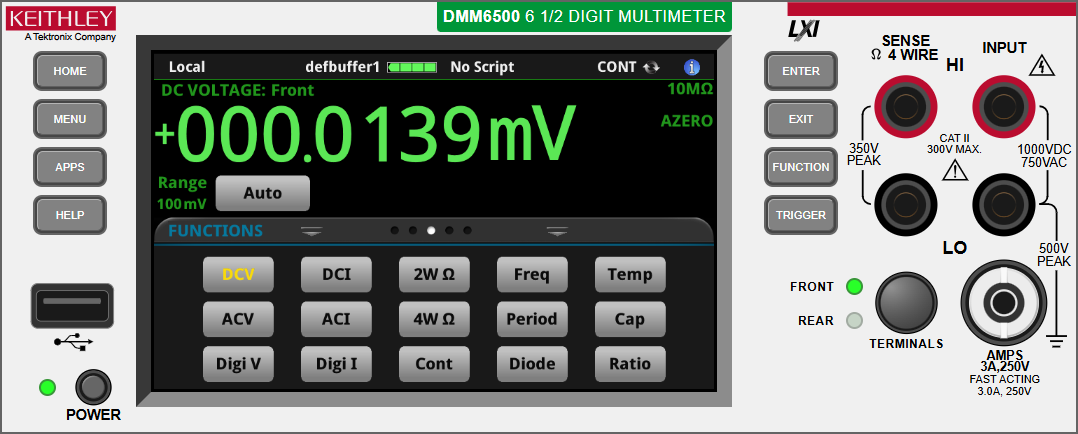 KEITHLEY
A Tektronix Company
DMM6500 6 1/2 DIGIT MULTIMETER
LXI
HOME
MENU
APPS
HELP
POWER
Local defbuffer1 No Script CONT i
DC VOLTAGE: Front 10MΩ
+000.0139mV AZERO
Range
100mV Auto
FUNCTIONS
DCV DCI 2W Ω Freq Temp
ACV ACI 4W Ω Period Cap
Digi V Digi I Cont Diode Ratio
ENTER
EXIT
FUNCTION
TRIGGER
SENSE
Ω 4 WIRE
INPUT
HI
CAT II
300V MAX.
350V
PEAK
1000VDC
750VAC
LO
500V
PEAK
FRONT
REAR
TERMINALS
AMPS
3A,250V
FAST ACTING
3.0A, 250V